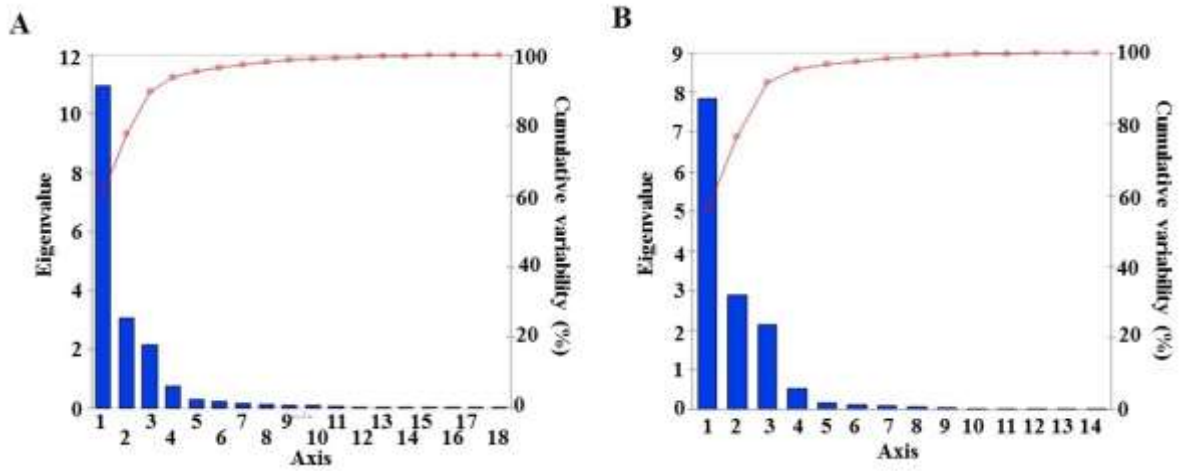 A
12
10
8
6
4
2
0
Eigenvalue
100
80
60
40
20
0
Cumulative variability (%)
1 3 5 7 9 11 13 15 17
2 4 6 8 10 12 14 16 18
Axis
B
9
8
7
6
5
4
3
2
1
0
Eigenvalue
100
80
60
40
20
0
Cumulative variability (%)
1 2 3 4 5 6 7 8 9 10 11 12 13 14
Axis